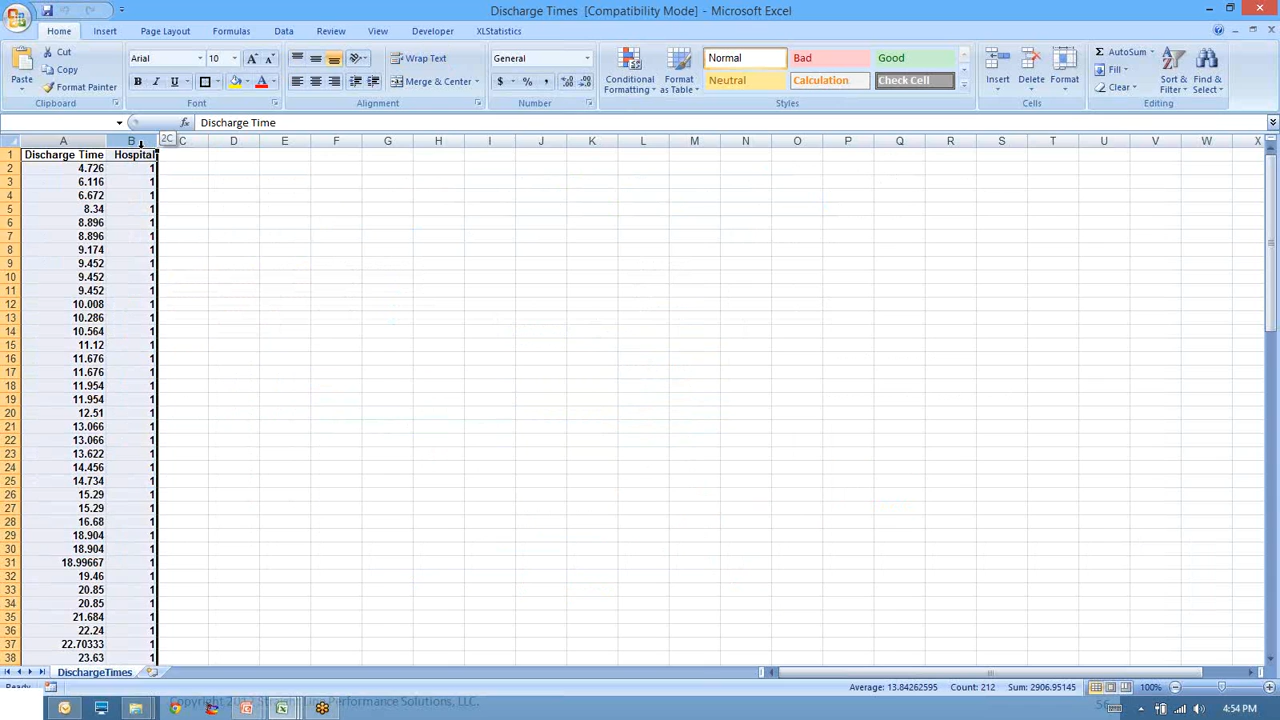 Discharge Times [Compatibility Mode] - Microsoft Excel
Home Insert Page Layout Formulas Data Review View Developer XLStatistics
Paste Cut Copy Format Painter Clipboard
Arial 10 A A B I U A Font
Wrap Text Merge & Center Alignment
General $ % , Number
Conditional Formatting Format as Table Normal Bad Good Neutral Calculation Check Cell Styles
Insert Delete Format Cells
Σ AutoSum Fill Clear Sort & Filter Find & Select Editing
fx Discharge Time
2C
A B C D E F G H I J K L M N O P Q R S T U V W X
1 Discharge Time Hospital
2 4.726 1
3 6.116 1
4 6.672 1
5 8.34 1
6 8.896 1
7 8.896 1
8 9.174 1
9 9.452 1
10 9.452 1
11 9.452 1
12 10.008 1
13 10.286 1
14 10.564 1
15 11.12 1
16 11.676 1
17 11.676 1
18 11.954 1
19 11.954 1
20 12.51 1
21 13.066 1
22 13.066 1
23 13.622 1
24 14.456 1
25 14.734 1
26 15.29 1
27 15.29 1
28 16.68 1
29 18.904 1
30 18.904 1
31 18.99667 1
32 19.46 1
33 20.85 1
34 20.85 1
35 21.684 1
36 22.24 1
37 22.70333 1
38 23.63 1
DischargeTimes
Ready Average: 13.84262595 Count: 212 Sum: 2906.95145 100%
Performance Solutions, LLC.
4:54 PM